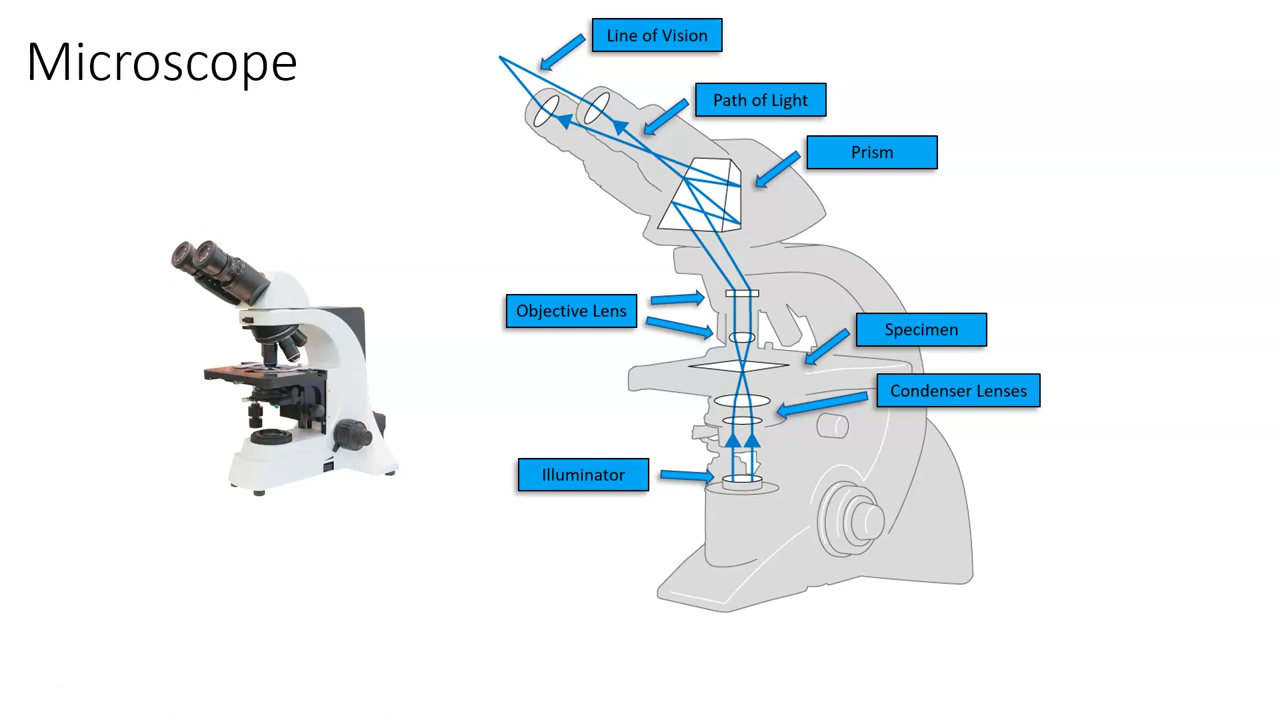 Microscope
Line of Vision
Path of Light
Prism
Objective Lens
Specimen
Condenser Lenses
Illuminator